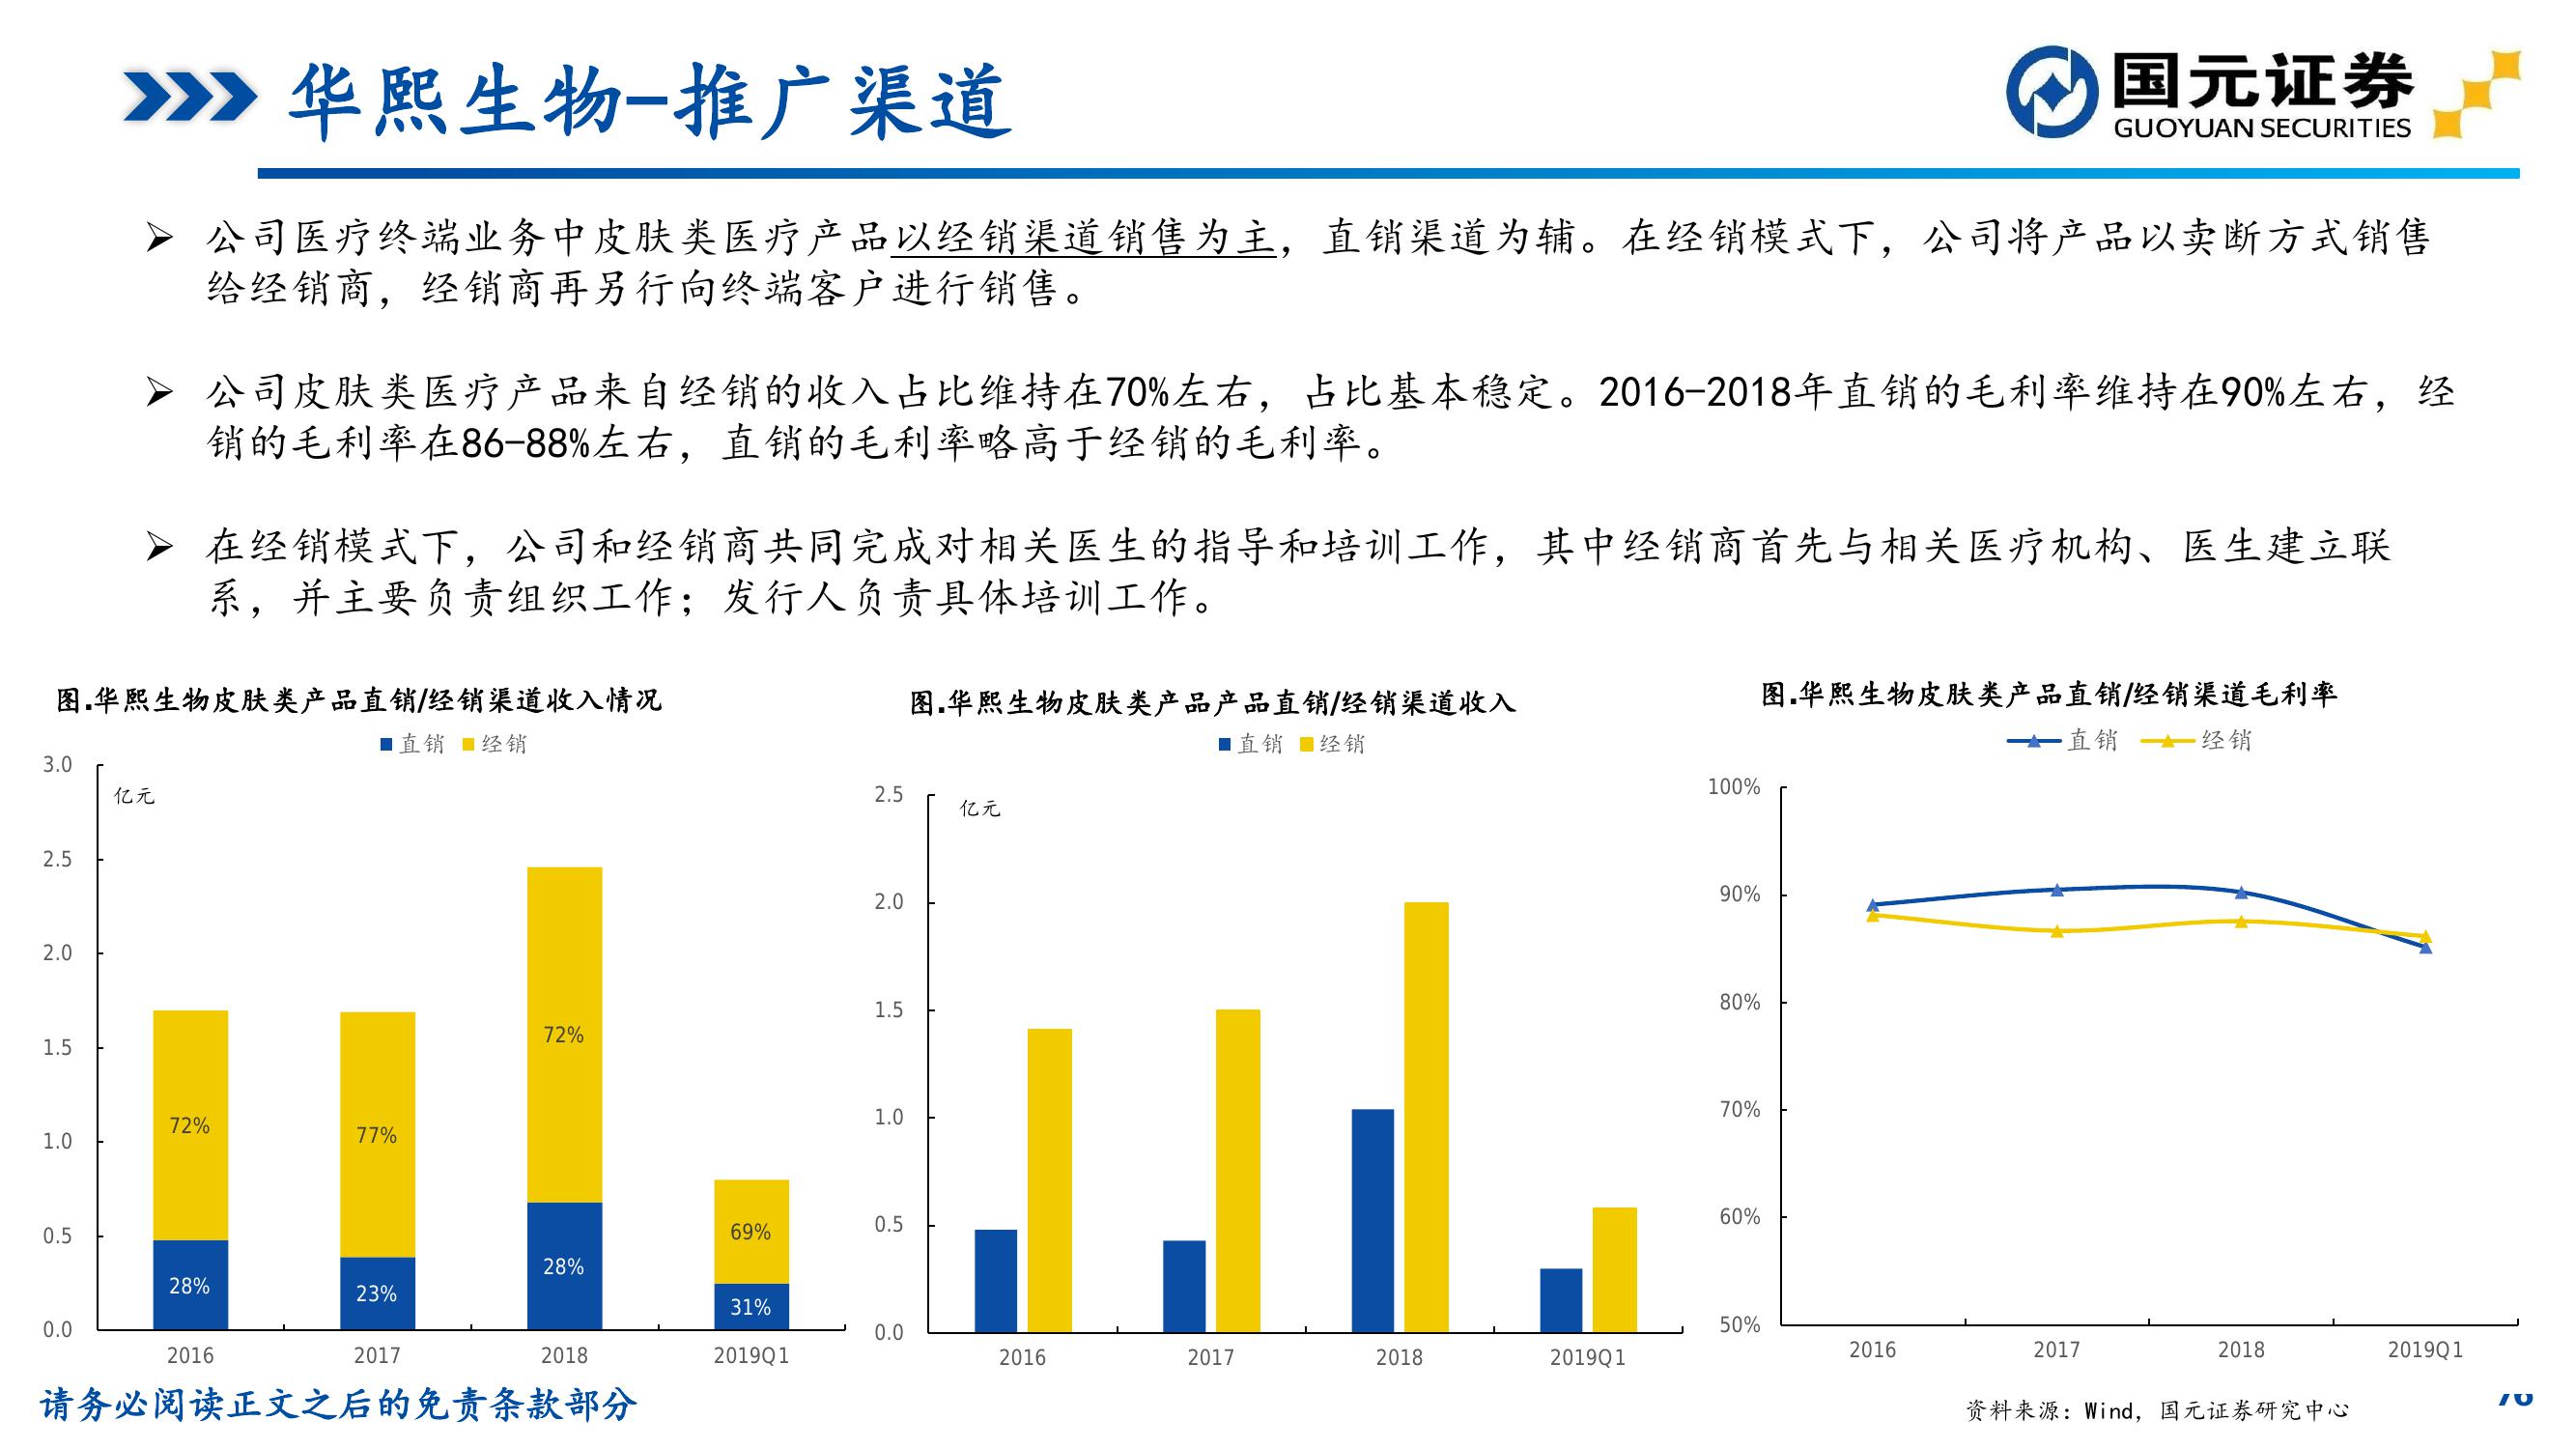 华熙生物-推广渠道
国元证券
GUOYUAN SECURITIES
公司医疗终端业务中皮肤类医疗产品以经销渠道销售为主，直销渠道为辅。在经销模式下，公司将产品以卖断方式销售
给经销商，经销商再另行向终端客户进行销售。
公司皮肤类医疗产品来自经销的收入占比维持在70%左右，占比基本稳定。2016-2018年直销的毛利率维持在90%左右，经
销的毛利率在86-88%左右，直销的毛利率略高于经销的毛利率。
在经销模式下，公司和经销商共同完成对相关医生的指导和培训工作，其中经销商首先与相关医疗机构、医生建立联
系，并主要负责组织工作；发行人负责具体培训工作。
图.华熙生物皮肤类产品直销/经销渠道收入情况
直销 经销
3.0
亿元
2.5
2.0
1.5
1.0
0.5
0.0
72% 77% 72% 69%
28% 23% 28% 31%
2016 2017 2018 2019Q1
图.华熙生物皮肤类产品产品直销/经销渠道收入
直销 经销
2.5
亿元
2.0
1.5
1.0
0.5
0.0
2016 2017 2018 2019Q1
图.华熙生物皮肤类产品直销/经销渠道毛利率
直销 经销
100%
90%
80%
70%
60%
50%
2016 2017 2018 2019Q1
请务必阅读正文之后的免责条款部分
资料来源：Wind，国元证券研究中心